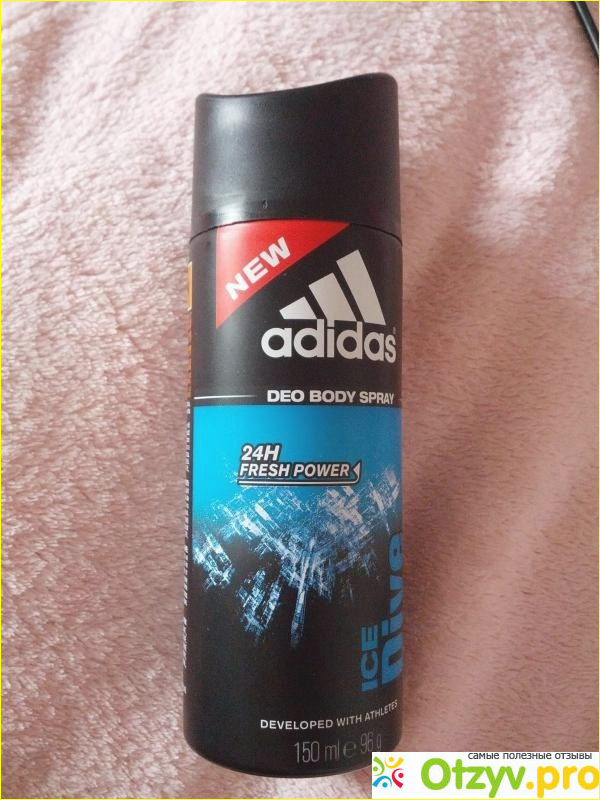 NEW
adidas
DEO BODY SPRAY
24H
FRESH POWER
ICE
DEVELOPED WITH ATHLETES
150 ml e 96 g
самые полезные отзывы
Otzyv.pro